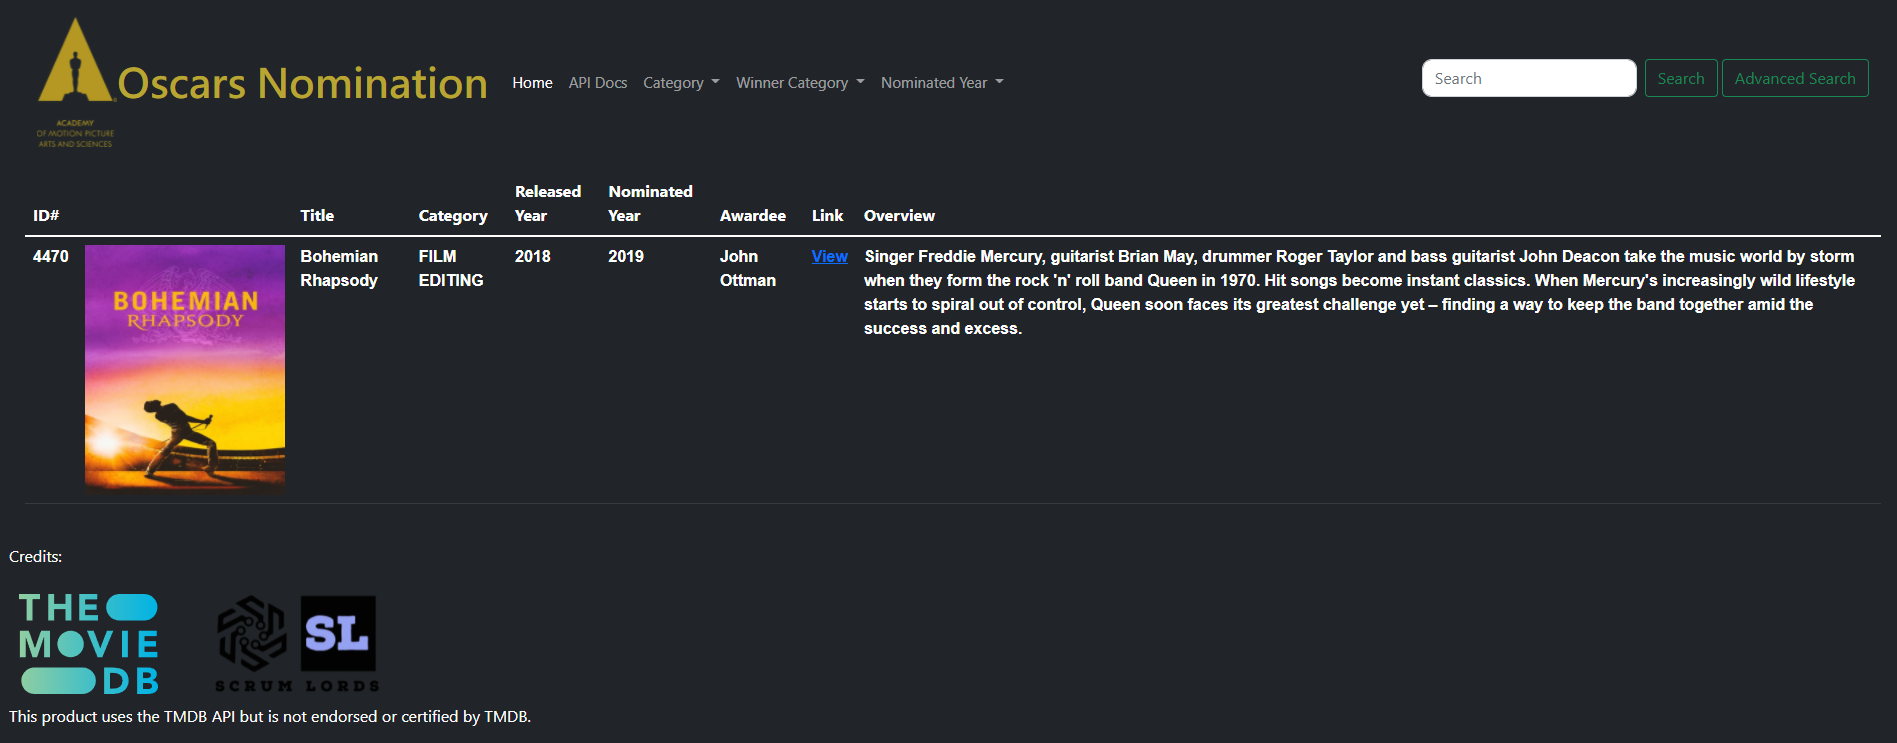 Oscars Nomination
Home API Docs Category Winner Category Nominated Year
Search Search Advanced Search
ACADEMY
OF MOTION PICTURE
ARTS AND SCIENCES
ID# Title Category Released Year Nominated Year Awardee Link Overview
4470
BOHEMIAN
RHAPSODY
Bohemian
Rhapsody
FILM
EDITING
2018
2019
John
Ottman
View
Singer Freddie Mercury, guitarist Brian May, drummer Roger Taylor and bass guitarist John Deacon take the music world by storm
when they form the rock 'n' roll band Queen in 1970. Hit songs become instant classics. When Mercury's increasingly wild lifestyle
starts to spiral out of control, Queen soon faces its greatest challenge yet – finding a way to keep the band together amid the
success and excess.
Credits:
THE
MOVIE
DB
SL
SCRUM LORDS
This product uses the TMDB API but is not endorsed or certified by TMDB.